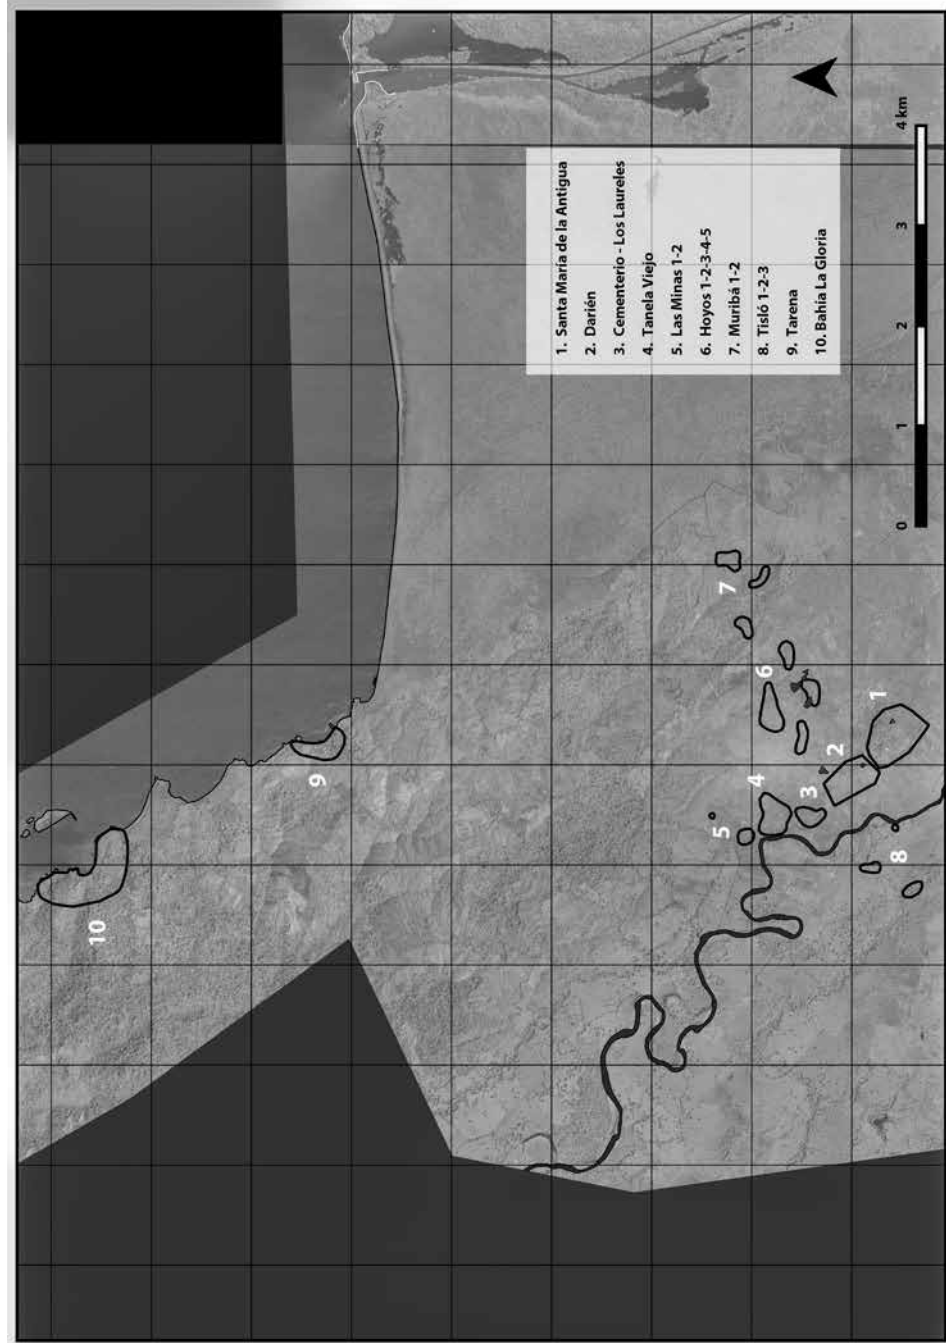 1. Santa María de la Antigua
2. Darién
3. Cementerio - Los Laureles
4. Tanela Viejo
5. Las Minas 1-2
6. Hoyos 1-2-3-4-5
7. Muribá 1-2
8. Tisló 1-2-3
9. Tarena
10. Bahía La Gloria
0 1 2 3 4 km
10
9
5
4
3
2
1
6
7
8